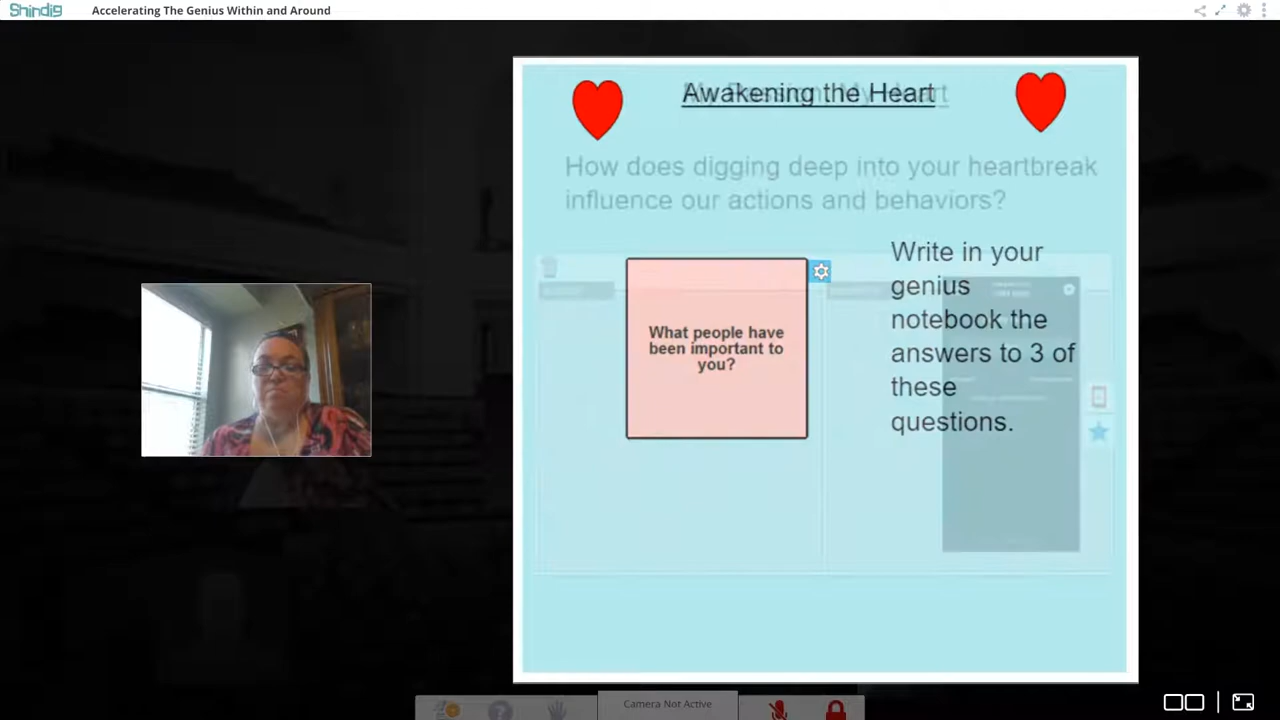 Shindig
Accelerating The Genius Within and Around
Awakening the Heart
How does digging deep into your heartbreak
influence our actions and behaviors?
What people have
been important to
you?
Write in your
genius
notebook the
answers to 3 of
these
questions.
Camera Not Active